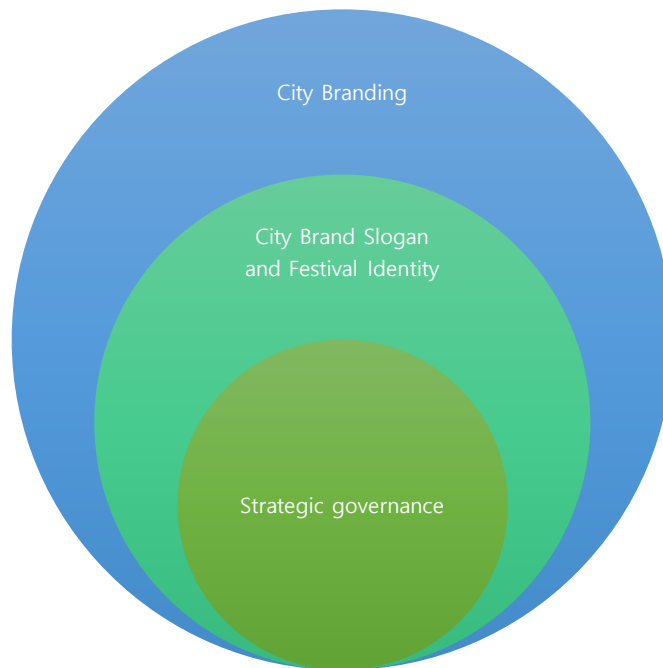 City Branding
City Brand Slogan
and Festival Identity
Strategic governance